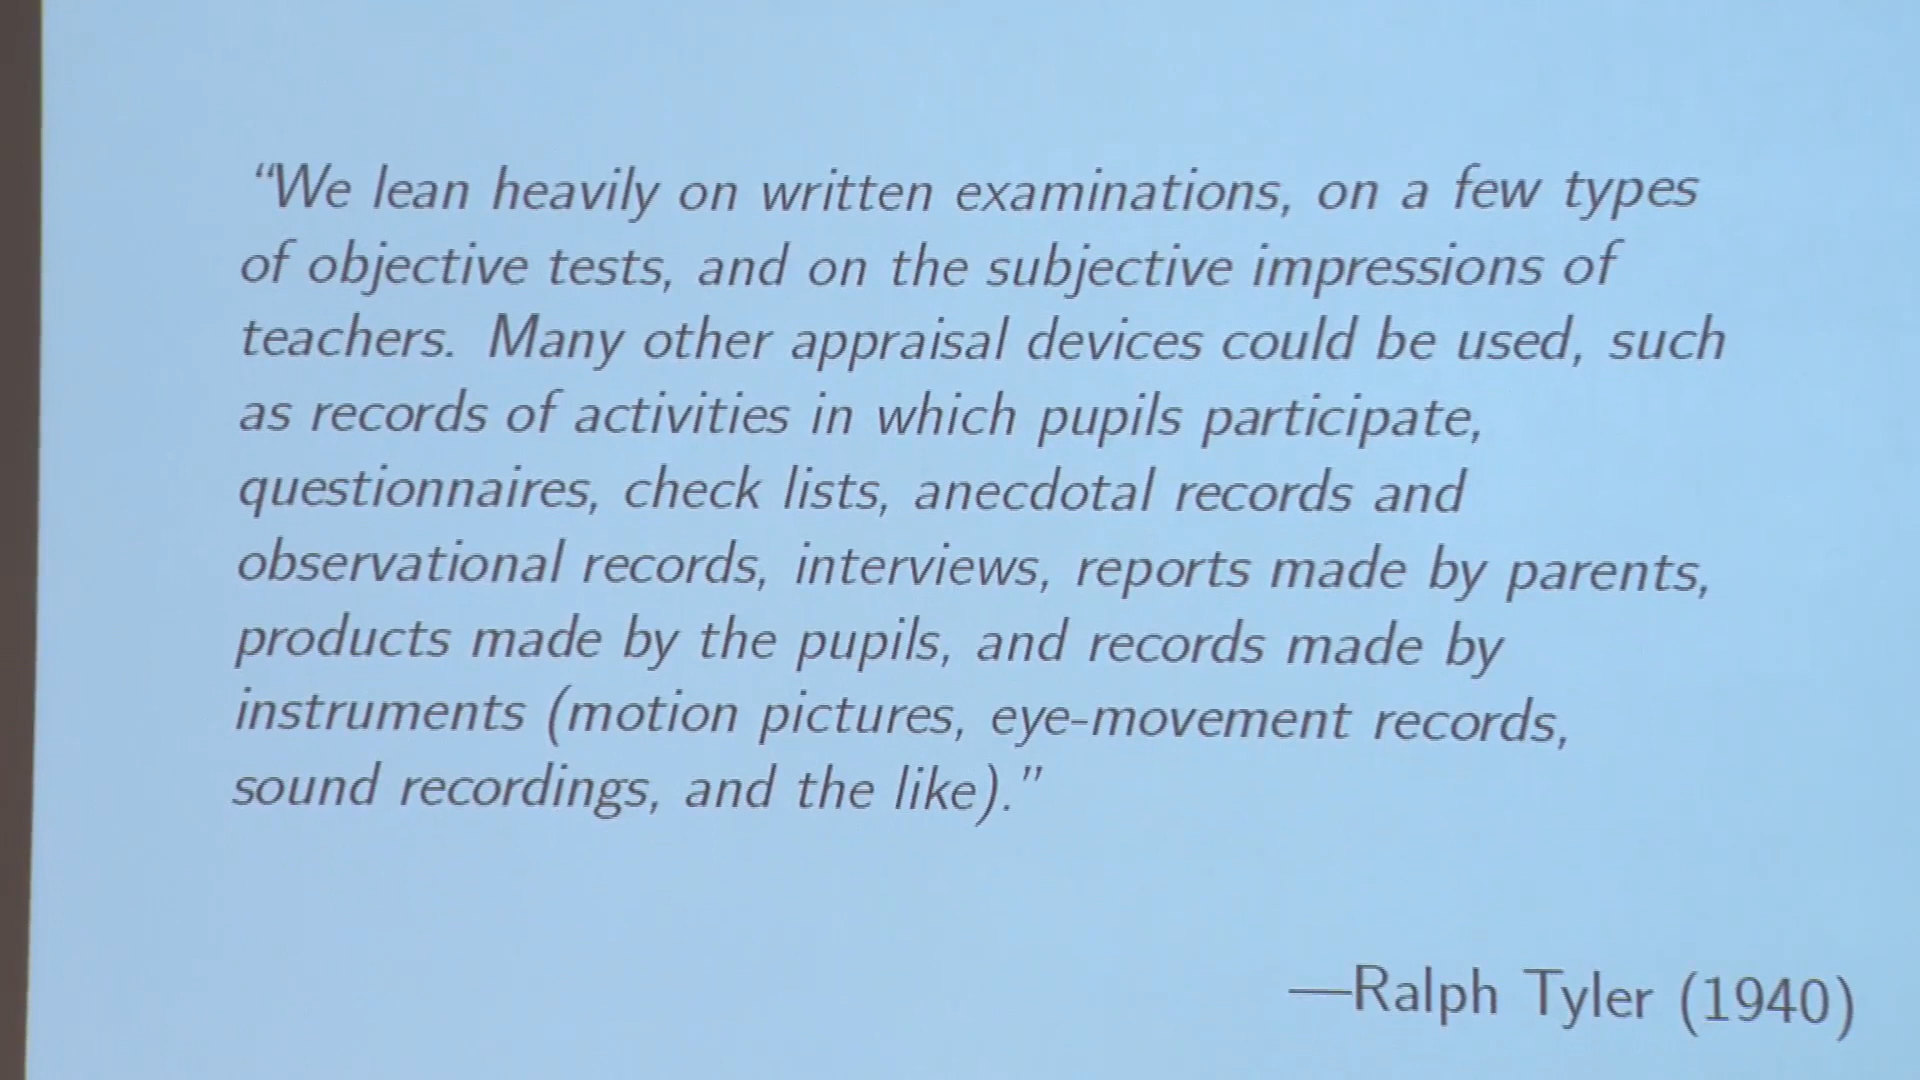 “We lean heavily on written examinations, on a few types
of objective tests, and on the subjective impressions of
teachers. Many other appraisal devices could be used, such
as records of activities in which pupils participate,
questionnaires, check lists, anecdotal records and
observational records, interviews, reports made by parents,
products made by the pupils, and records made by
instruments (motion pictures, eye-movement records,
sound recordings, and the like).”
—Ralph Tyler (1940)